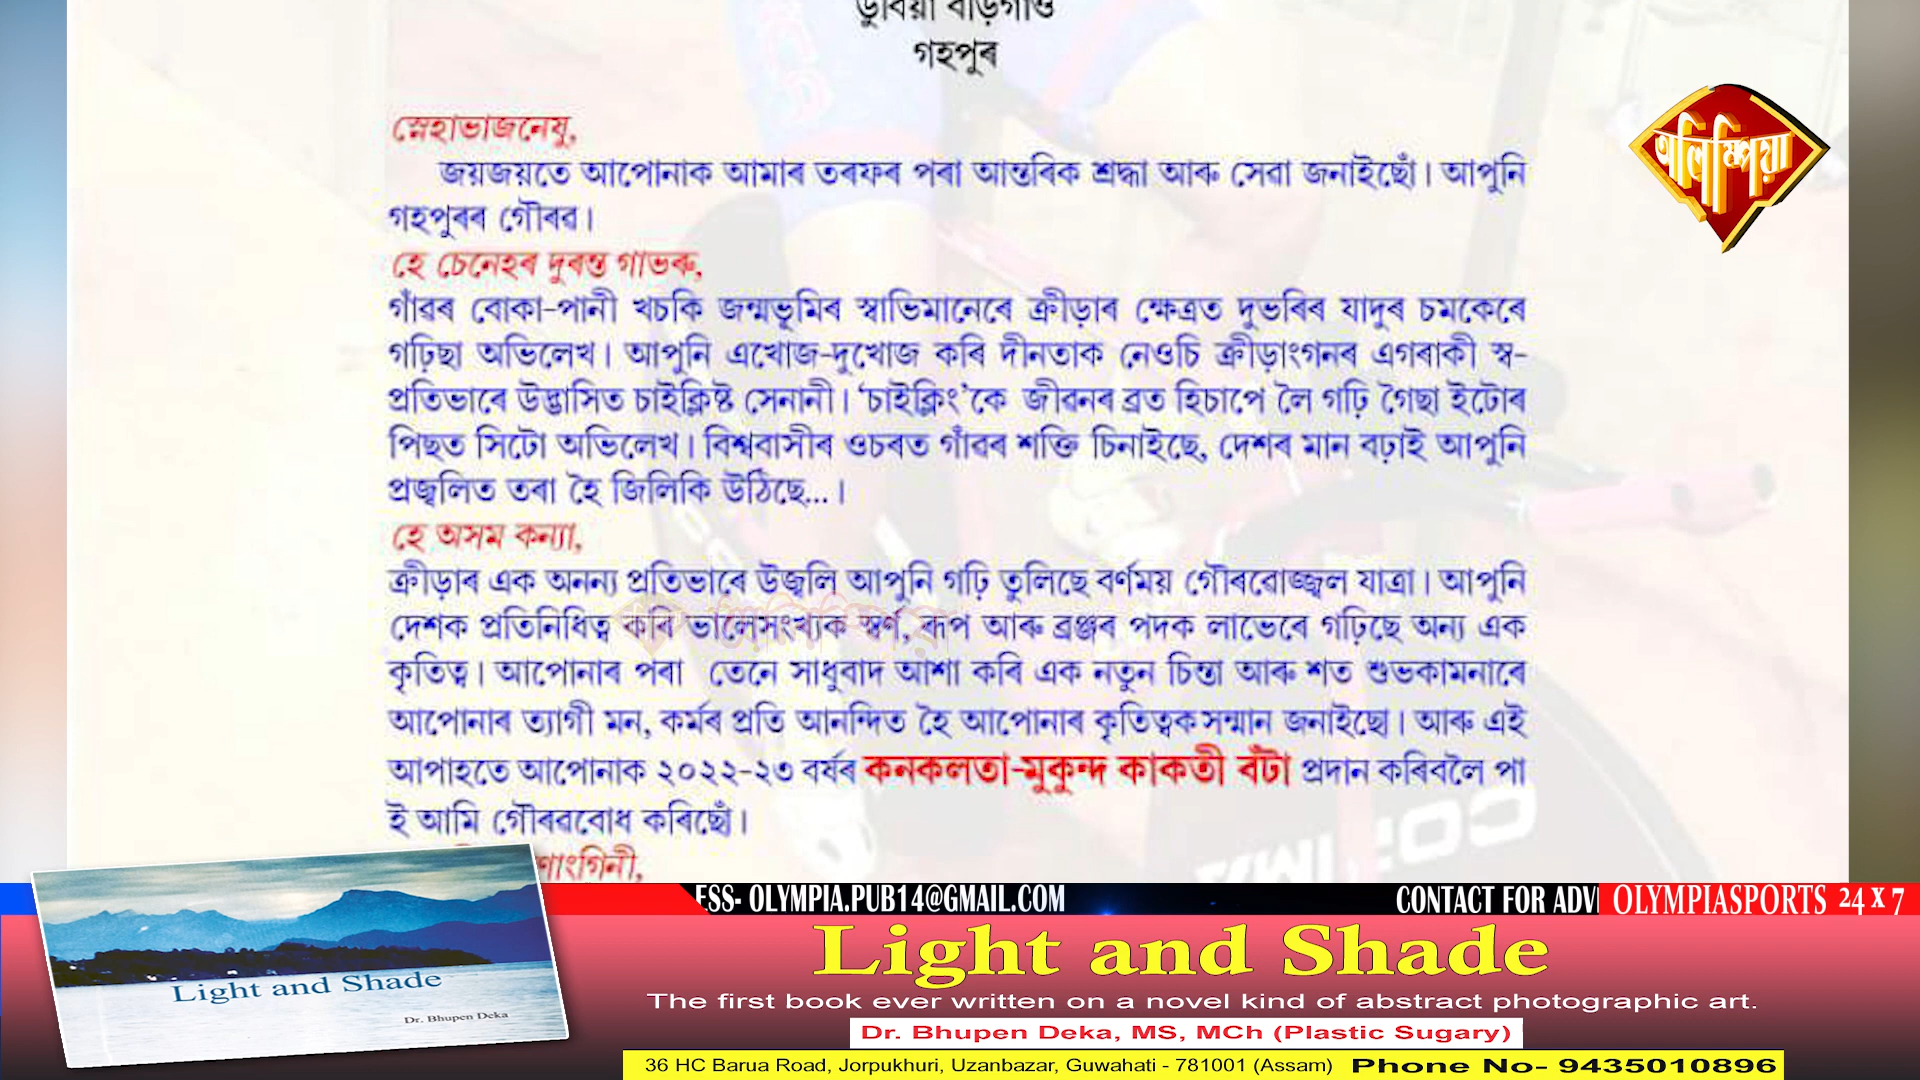 গহপুৰ
স্নেহাভাজনেষু,
জয়জয়তে আপোনাক আমাৰ তৰফৰ পৰা আন্তৰিক শ্ৰদ্ধা আৰু সেৱা জনাইছোঁ। আপুনি
গহপুৰৰ গৌৰৱ।
হে চেনেহৰ দুৰন্ত গাভৰু,
গাঁৱৰ বোকা-পানী খচকি জন্মভূমিৰ স্বাভিমানেৰে ক্ৰীড়াৰ ক্ষেত্ৰত দুভৰিৰ যাদুৰ চমকেৰে
গঢ়িছা অভিলেখ। আপুনি এখোজ-দুখোজ কৰি দীনতাক নেওচি ক্ৰীড়াংগনৰ এগৰাকী স্ব-
প্ৰতিভাৰে উদ্ভাসিত চাইক্লিষ্ট সেনানী। ‘চাইক্লিং’কে জীৱনৰ ব্ৰত হিচাপে লৈ গঢ়ি গৈছা ইটোৰ
পিছত সিটো অভিলেখ। বিশ্ববাসীৰ ওচৰত গাঁৱৰ শক্তি চিনাইছে, দেশৰ মান বঢ়াই আপুনি
প্ৰজ্বলিত তৰা হৈ জিলিকি উঠিছে...।
হে অসম কন্যা,
ক্ৰীড়াৰ এক অনন্য প্ৰতিভাৰে উজ্বলি আপুনি গঢ়ি তুলিছে বৰ্ণময় গৌৰৱোজ্জ্বল যাত্ৰা। আপুনি
দেশক প্ৰতিনিধিত্ব কৰি ভালেসংখ্যক স্বৰ্ণ, ৰূপ আৰু ব্ৰঞ্জৰ পদক লাভেৰে গঢ়িছে অন্য এক
কৃতিত্ব। আপোনাৰ পৰা তেনে সাধুবাদ আশা কৰি এক নতুন চিন্তা আৰু শত শুভকামনাৰে
আপোনাৰ ত্যাগী মন, কৰ্মৰ প্ৰতি আনন্দিত হৈ আপোনাৰ কৃতিত্বক সন্মান জনাইছো। আৰু এই
আপাহতে আপোনাক ২০২২-২৩ বৰ্ষৰ কনকলতা-মুকুন্দ কাকতী বঁটা প্ৰদান কৰিবলৈ পা
ই আমি গৌৰৱবোধ কৰিছোঁ।
অলিম্পিয়া
ESS- OLYMPIA.PUB14@GMAIL.COM CONTACT FOR ADV OLYMPIASPORTS 24 x 7
Light and Shade
The first book ever written on a novel kind of abstract photographic art.
Dr. Bhupen Deka, MS, MCh (Plastic Sugary)
36 HC Barua Road, Jorpukhuri, Uzanbazar, Guwahati - 781001 (Assam) Phone No- 9435010896
Light and Shade
Dr. Bhupen Deka